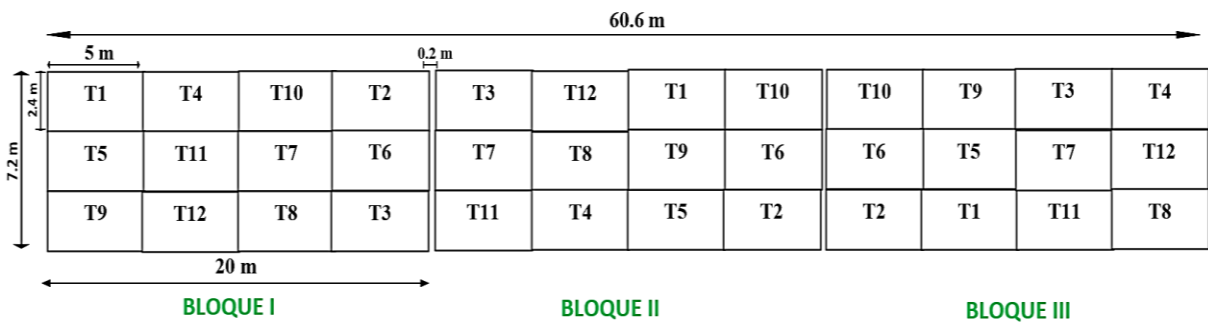 60.6 m
5 m
0.2 m
2.4 m
7.2 m
T1 T4 T10 T2 T3 T12 T1 T10 T10 T9 T3 T4
T5 T11 T7 T6 T7 T8 T9 T6 T6 T5 T7 T12
T9 T12 T8 T3 T11 T4 T5 T2 T2 T1 T11 T8
20 m
BLOQUE I BLOQUE II BLOQUE III